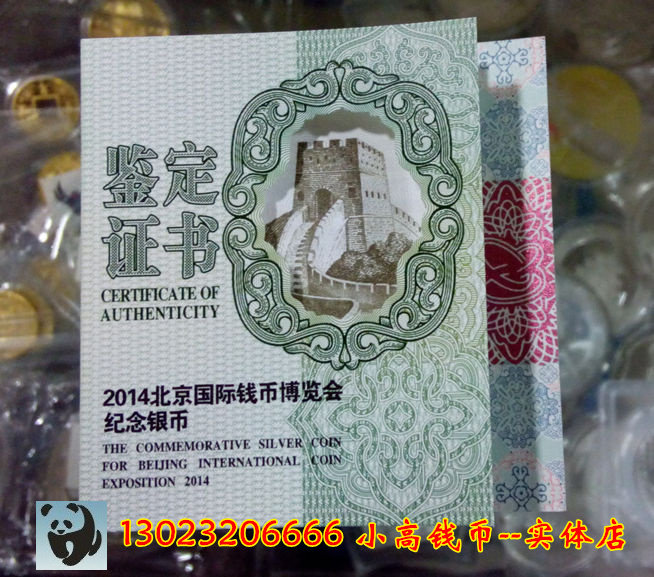 鉴定
证书
CERTIFICATE OF
AUTHENTICITY
2014北京国际钱币博览会
纪念银币
THE COMMEMORATIVE SILVER COIN
FOR BEIJING INTERNATIONAL COIN
EXPOSITION 2014
13023206666 小高钱币--实体店